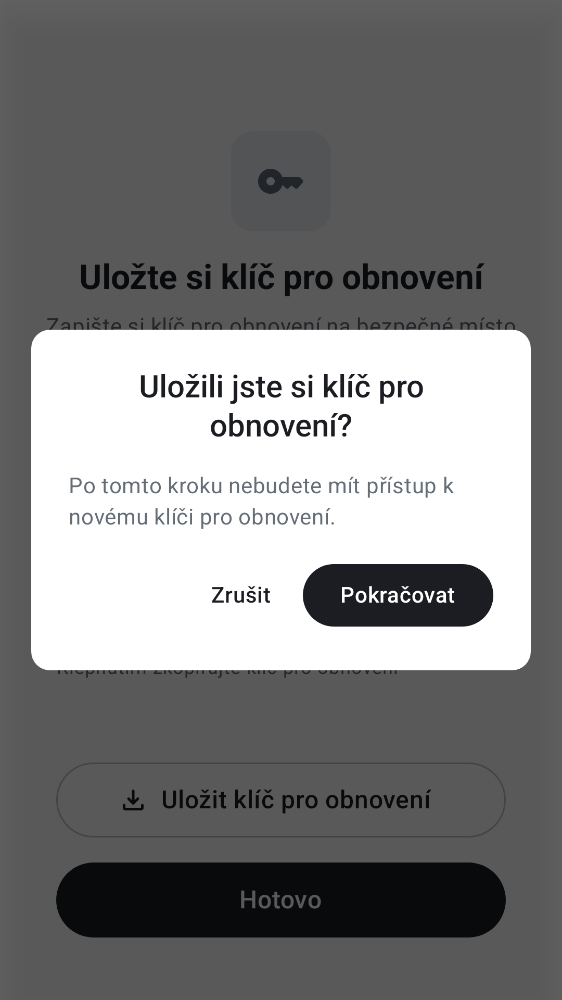 Uložte si klíč pro obnovení
Zapište si klíč pro obnovení na bezpečné místo
Uložili jste si klíč pro
obnovení?
Po tomto kroku nebudete mít přístup k
novému klíči pro obnovení.
Zrušit
Pokračovat
Klepnutím zkopírujte klíč pro obnovení
Uložit klíč pro obnovení
Hotovo